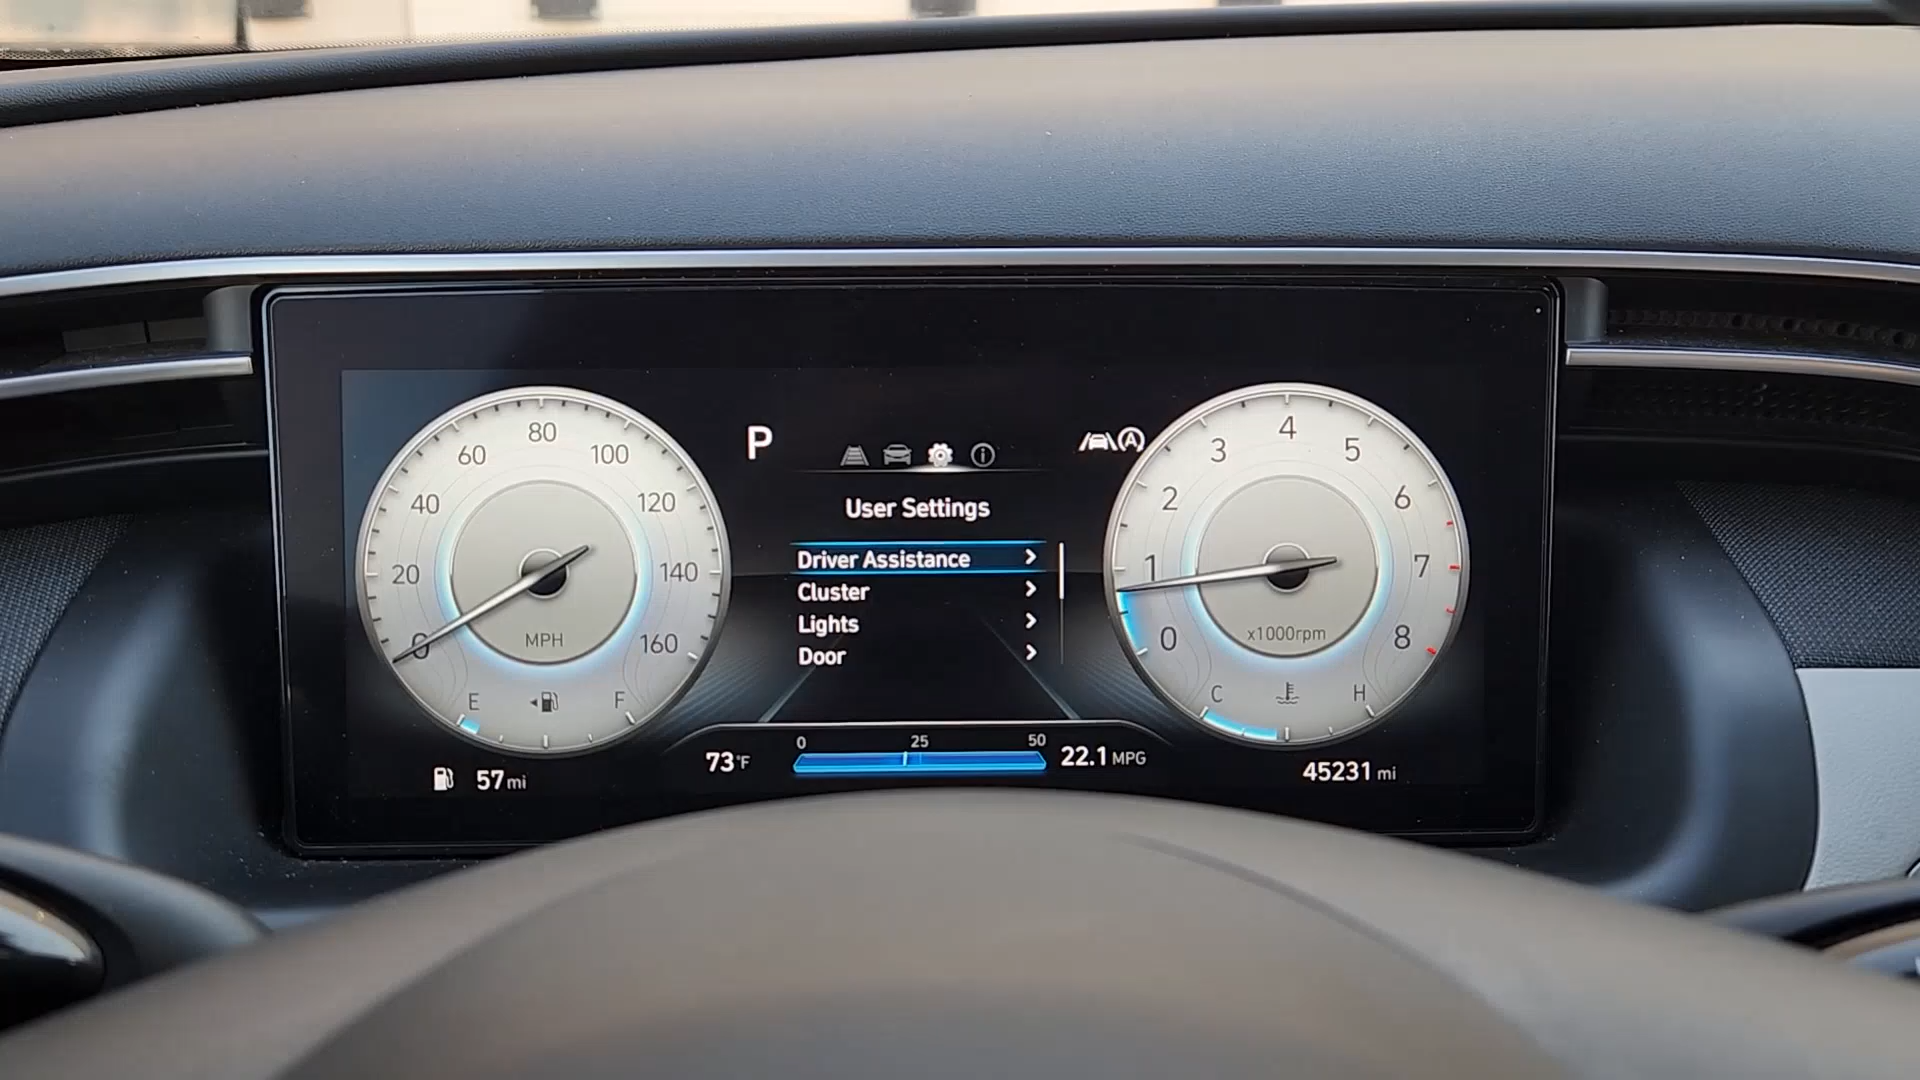 80
60
100
40
120
20
140
0
160
MPH
E
F
57 mi
P
User Settings
Driver Assistance
Cluster
Lights
Door
0
25
50
73°F
22.1 MPG
A
4
3
5
2
6
1
7
0
8
x1000rpm
C
H
45231 mi